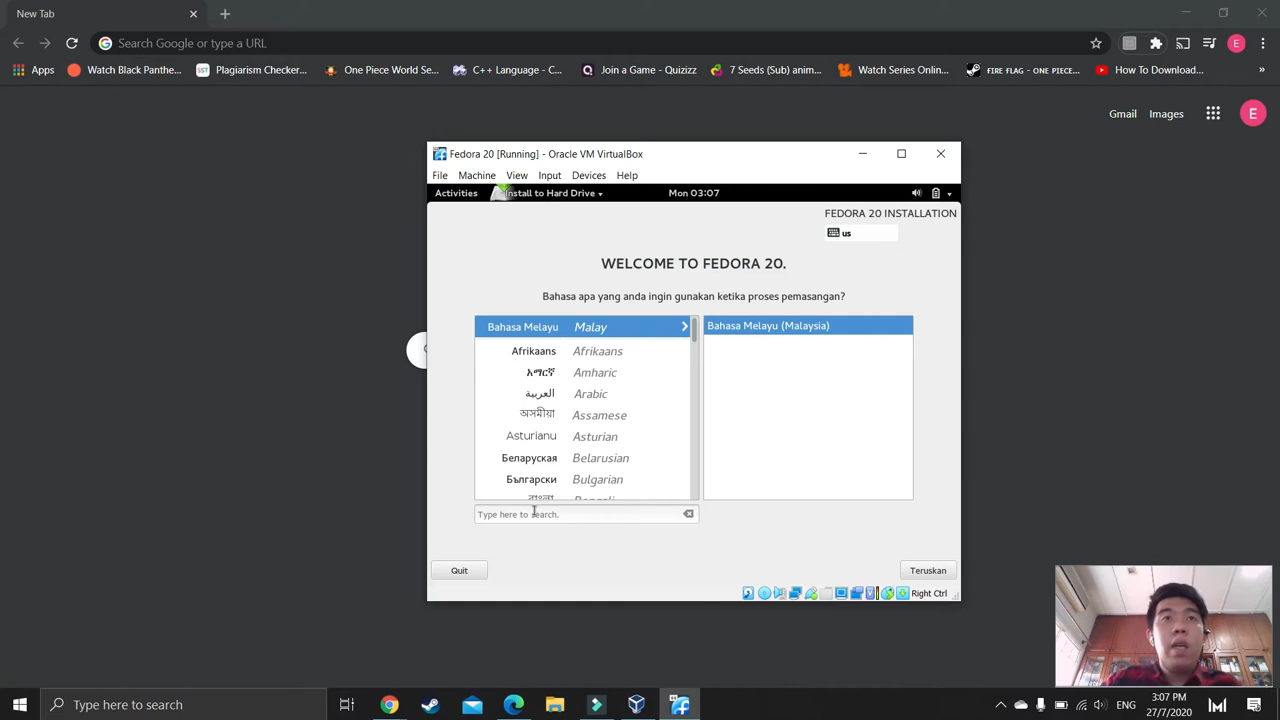 New Tab
Search Google or type a URL
E
Apps
Watch Black Panthe...
SST
Plagiarism Checker...
One Piece World Se...
C++ Language - C...
Join a Game - Quizizz
7 Seeds (Sub) anim...
Watch Series Onlin...
FIRE FLAG - ONE PIECE...
How To Download...
Gmail
Images
E
Fedora 20 [Running] - Oracle VM VirtualBox
File Machine View Input Devices Help
Activities
Install to Hard Drive
Mon 03:07
FEDORA 20 INSTALLATION
us
WELCOME TO FEDORA 20.
Bahasa apa yang anda ingin gunakan ketika proses pemasangan?
Bahasa Melayu Malay
Bahasa Melayu (Malaysia)
Afrikaans Afrikaans
አማርኛ Amharic
العربية Arabic
অসমীয়া Assamese
Asturianu Asturian
Беларуская Belarusian
Български Bulgarian
বাংলা Bengali
Type here to search.
Quit
Teruskan
Right Ctrl
Type here to search
ENG
3:07 PM
27/7/2020